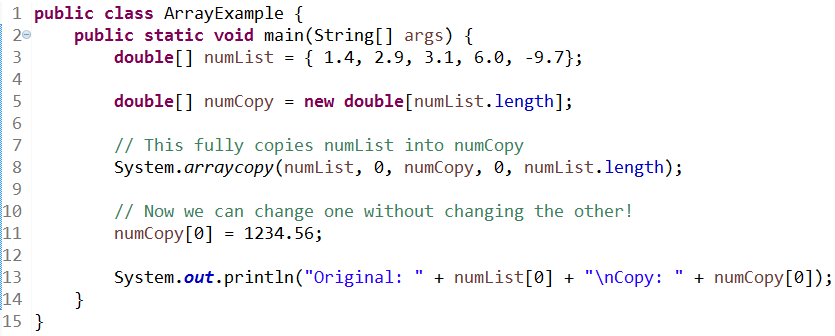 1 public class ArrayExample {
2 public static void main(String[] args) {
3 double[] numList = { 1.4, 2.9, 3.1, 6.0, -9.7};
4
5 double[] numCopy = new double[numList.length];
6
7 // This fully copies numList into numCopy
8 System.arraycopy(numList, 0, numCopy, 0, numList.length);
9
10 // Now we can change one without changing the other!
11 numCopy[0] = 1234.56;
12
13 System.out.println("Original: " + numList[0] + "\nCopy: " + numCopy[0]);
14 }
15 }